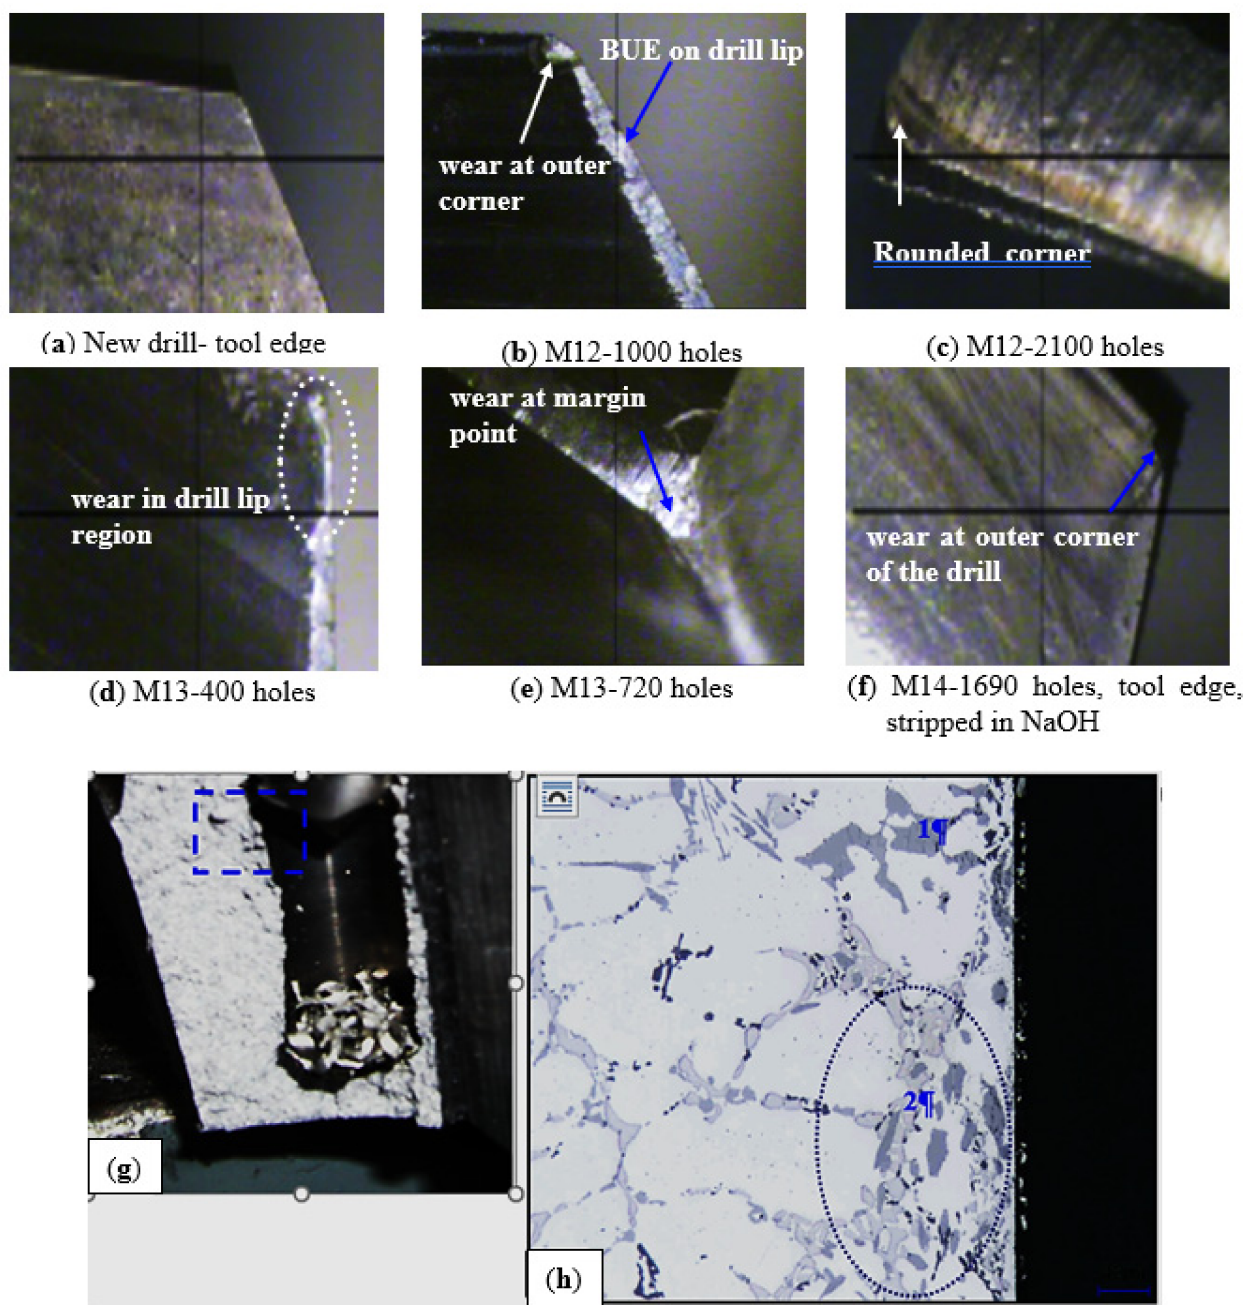 BUE on drill lip
wear at outer
corner
Rounded corner
(a) New drill- tool edge
(b) M12-1000 holes
(c) M12-2100 holes
wear in drill lip
region
wear at margin
point
wear at outer corner
of the drill
(d) M13-400 holes
(e) M13-720 holes
(f) M14-1690 holes, tool edge,
stripped in NaOH
1¶
2¶
(g)
(h)